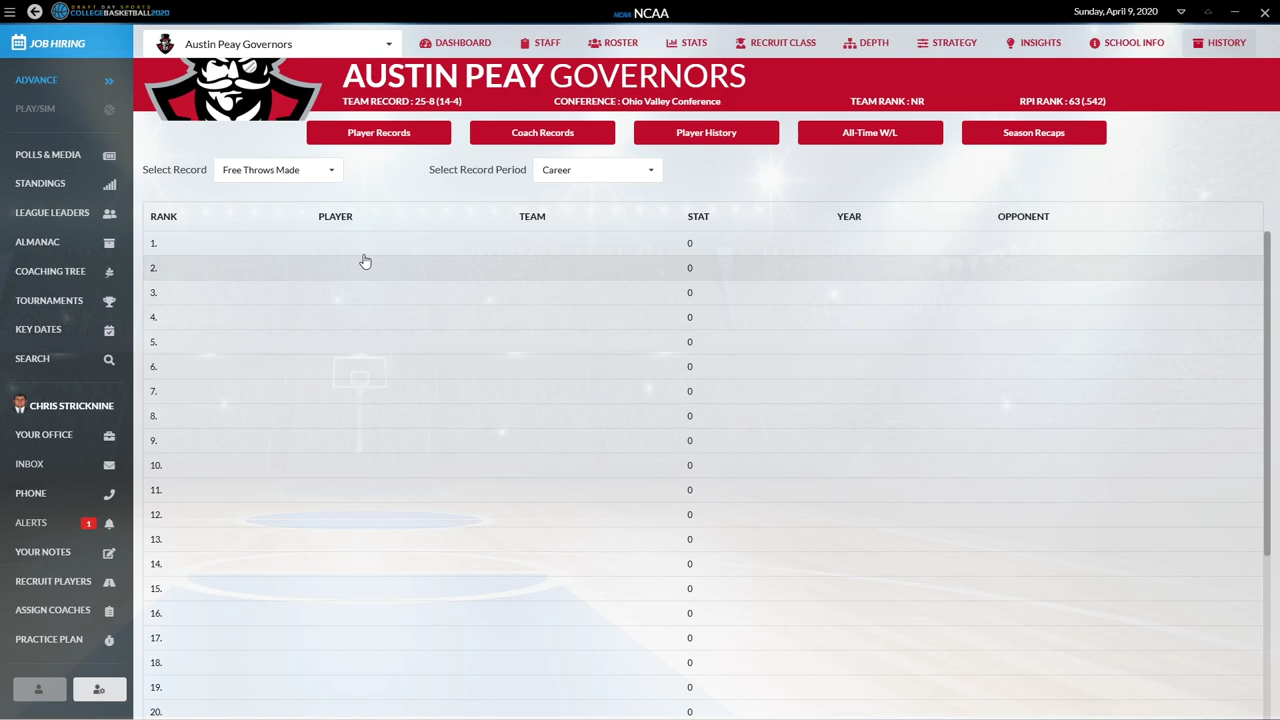 DRAFT DAY SPORTS
COLLEGE BASKETBALL 2020
NCAA NCAA
Sunday, April 9, 2020
JOB HIRING
Austin Peay Governors
DASHBOARD
STAFF
ROSTER
STATS
RECRUIT CLASS
DEPTH
STRATEGY
INSIGHTS
SCHOOL INFO
HISTORY
ADVANCE
PLAY/SIM
POLLS & MEDIA
STANDINGS
LEAGUE LEADERS
ALMANAC
COACHING TREE
TOURNAMENTS
KEY DATES
SEARCH
CHRIS STRICKNINE
YOUR OFFICE
INBOX
PHONE
ALERTS 1
YOUR NOTES
RECRUIT PLAYERS
ASSIGN COACHES
PRACTICE PLAN
AUSTIN PEAY GOVERNORS
TEAM RECORD : 25-8 (14-4) CONFERENCE : Ohio Valley Conference TEAM RANK : NR RPI RANK : 63 (.542)
Player Records Coach Records Player History All-Time W/L Season Recaps
Select Record Free Throws Made Select Record Period Career
RANK PLAYER TEAM STAT YEAR OPPONENT
1. 0
2. 0
3. 0
4. 0
5. 0
6. 0
7. 0
8. 0
9. 0
10. 0
11. 0
12. 0
13. 0
14. 0
15. 0
16. 0
17. 0
18. 0
19. 0
20. 0